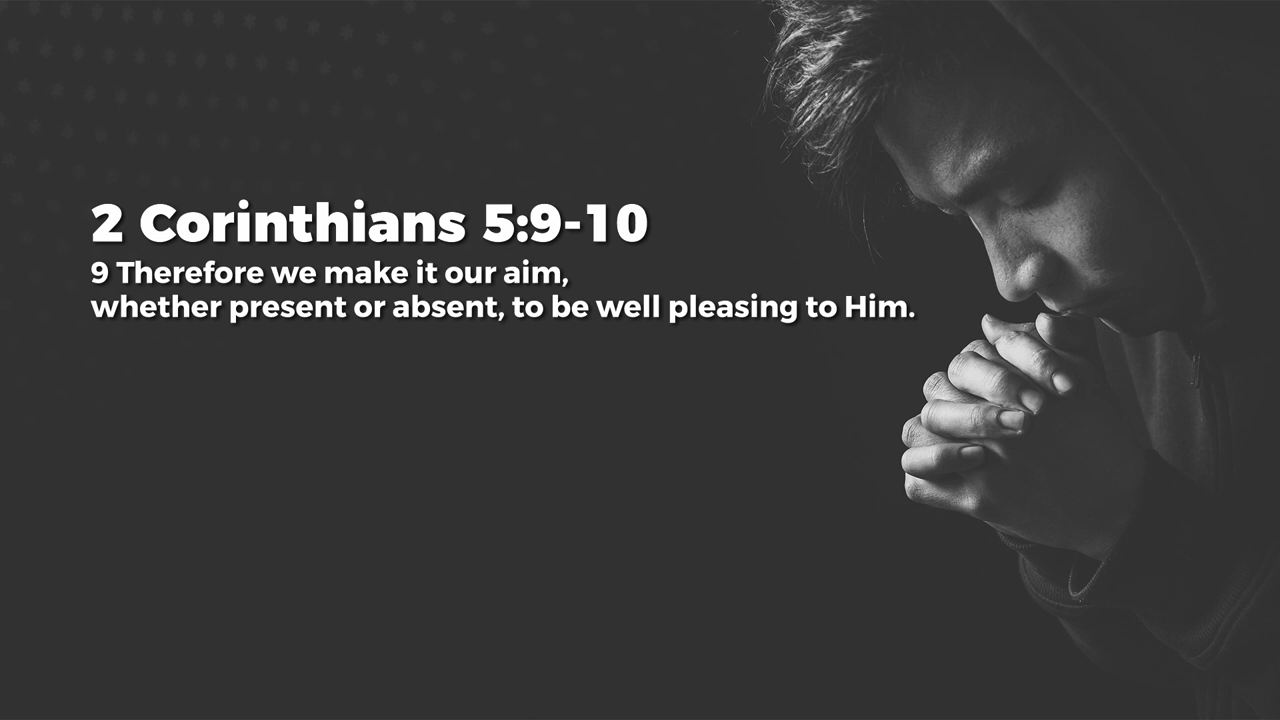 2 Corinthians 5:9-10
9 Therefore we make it our aim,
whether present or absent, to be well pleasing to Him.